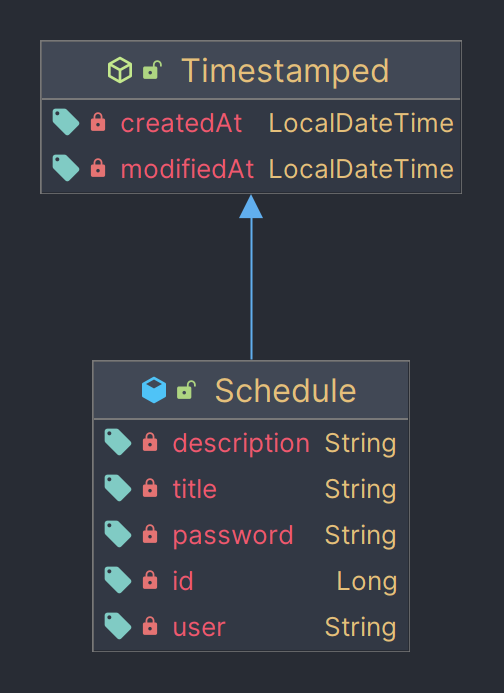 Timestamped
createdAt LocalDateTime
modifiedAt LocalDateTime
Schedule
description String
title String
password String
id Long
user String